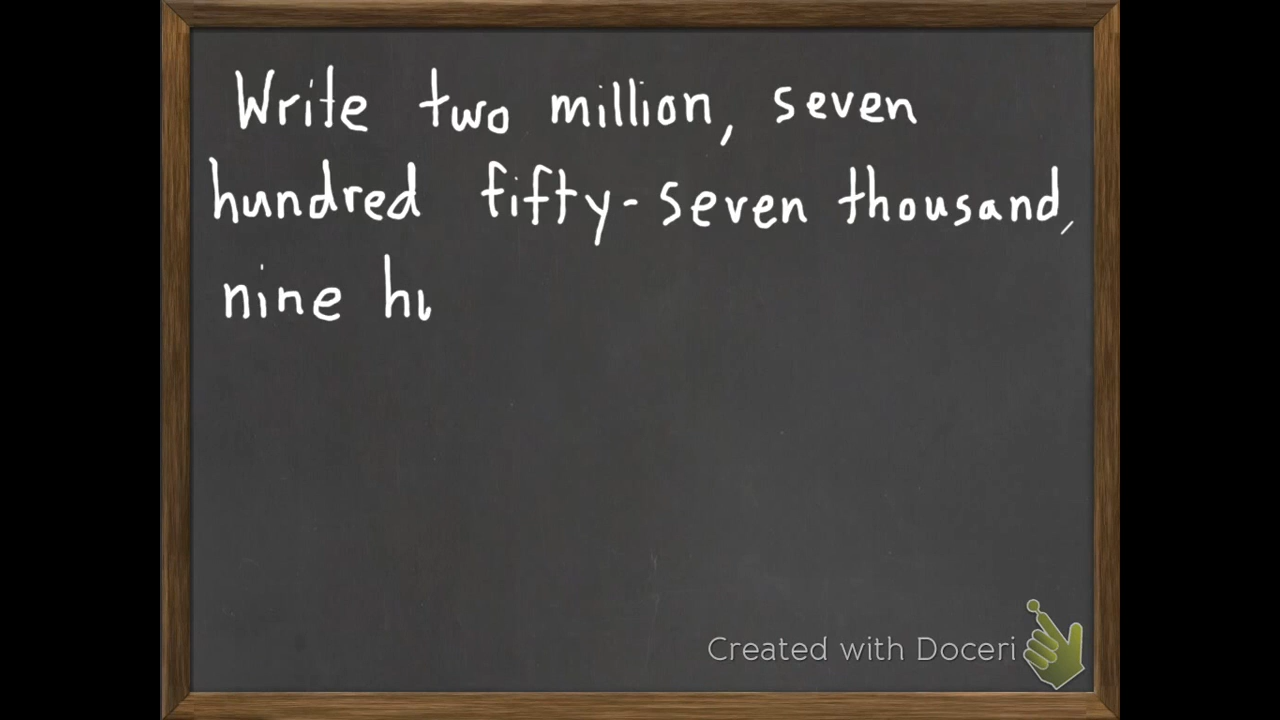 Write two million, seven
hundred fifty-seven thousand,
nine hu
Created with Doceri